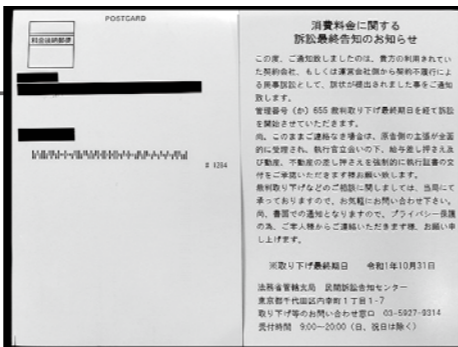 POSTCARD
料金後納郵便
# 1234
消費料金に関する
訴訟最終告知のお知らせ
この度、ご通知致しましたのは、貴方の利用されてい
た契約会社、もしくは運営会社側から契約不履行によ
る民事訴訟として、訴状が提出されました事をご通知
致します。
管理番号（か）655 裁判取り下げ最終期日を経て訴訟
を開始させていただきます。
尚、このままご連絡なき場合は、原告側の主張が全面
的に受理され、執行官立会いの下、給与差し押さえ及
び動産、不動産の差し押さえを強制的に執行証書の交
付をご承諾いただきます様お願い致します。
裁判取り下げなどのご相談に関しましては、当局にて
承っておりますので、お気軽にお問い合わせ下さい。
尚、書面での通知となりますので、プライバシー保護
の為、ご本人様からご連絡いただきます様、お願い申
し上げます。
※取り下げ最終期日 令和1年10月31日
法務省管轄支局 民間訴訟告知センター
東京都千代田区内幸町1丁目1-7
取り下げ等のお問い合わせ窓口 03-5927-9314
受付時間 9:00~20:00（日、祝日は除く）